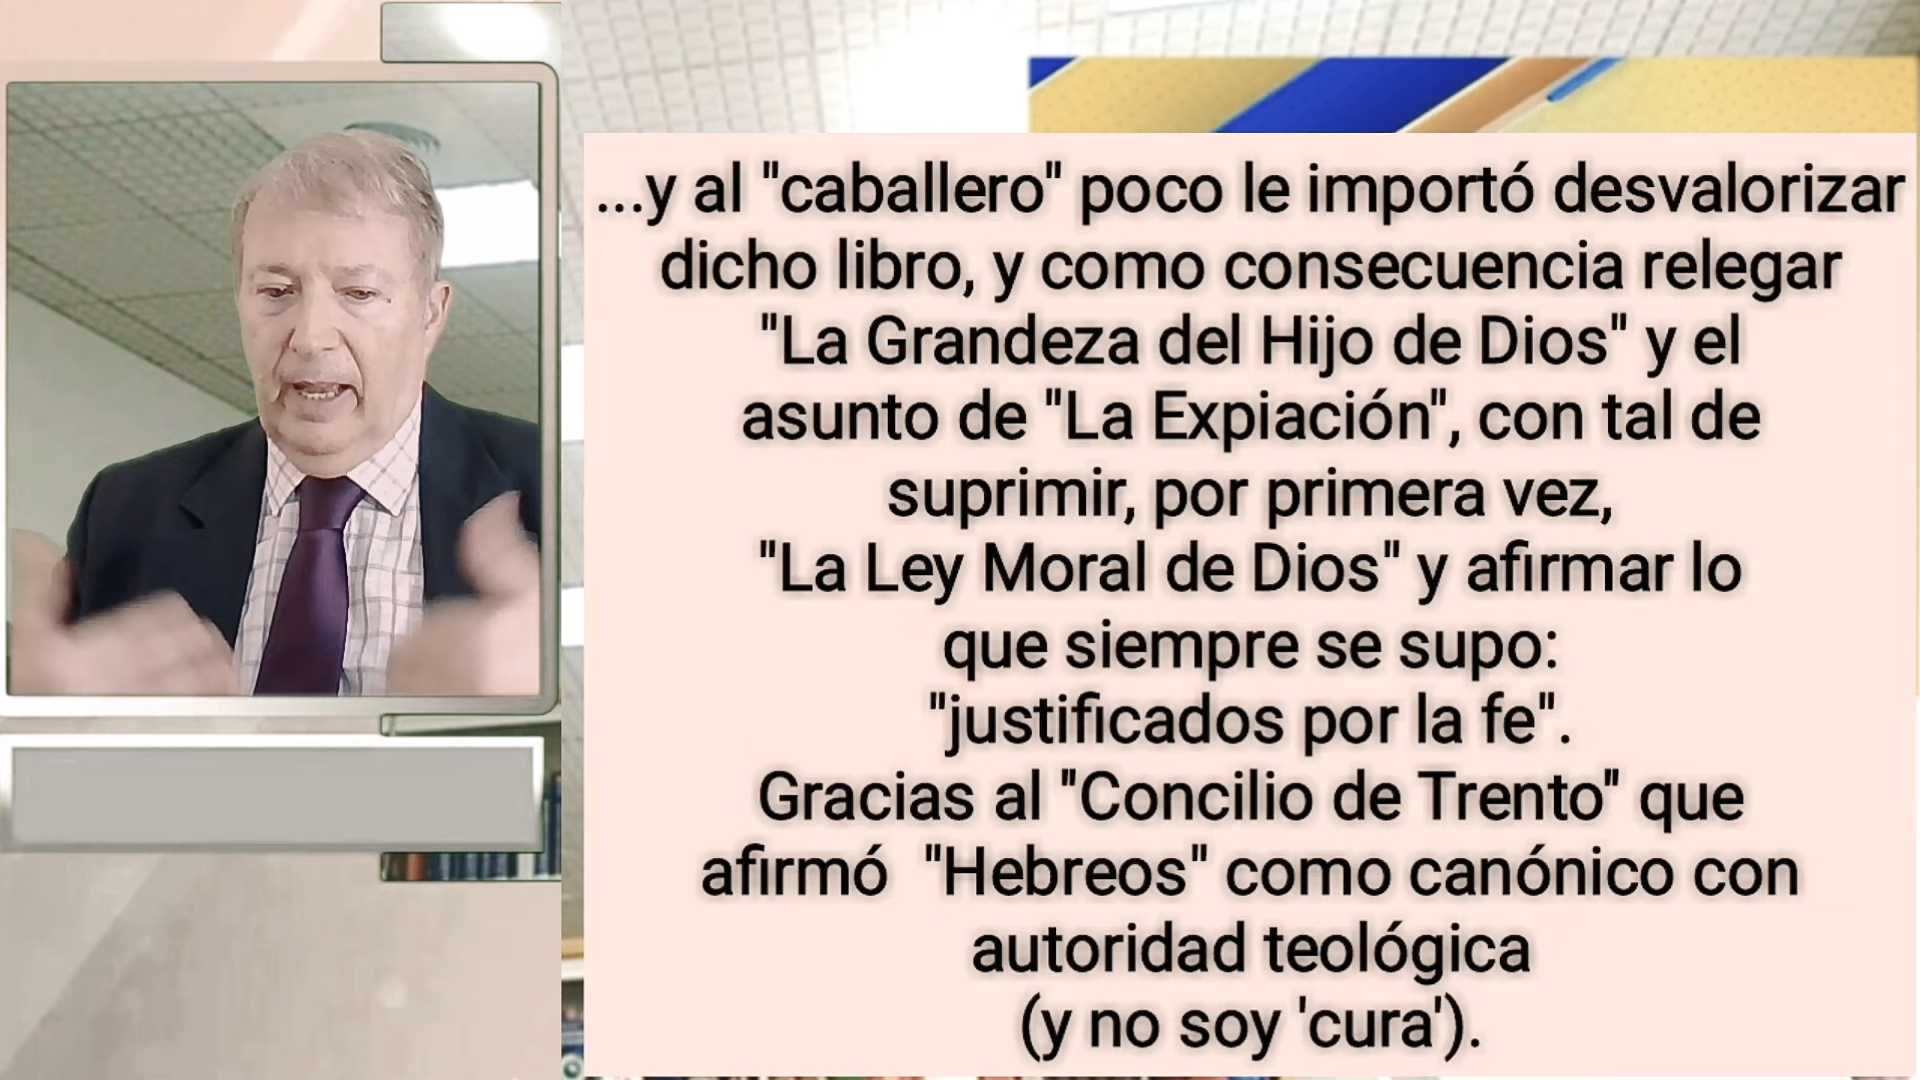 ...y al "caballero" poco le importó desvalorizar
dicho libro, y como consecuencia relegar
"La Grandeza del Hijo de Dios" y el
asunto de "La Expiación", con tal de
suprimir, por primera vez,
"La Ley Moral de Dios" y afirmar lo
que siempre se supo:
"justificados por la fe".
Gracias al "Concilio de Trento" que
afirmó  "Hebreos" como canónico con
autoridad teológica
(y no soy 'cura').